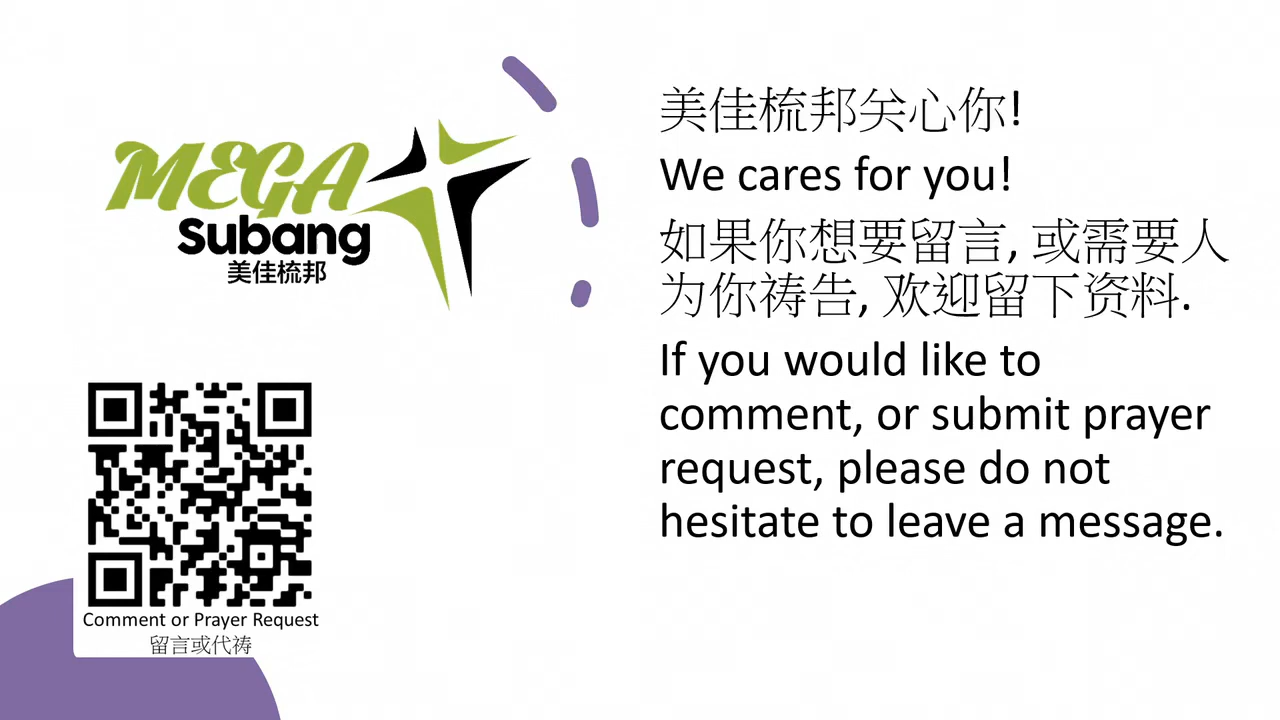 MEGA
Subang
美佳梳邦
美佳梳邦关心你!
We cares for you!
如果你想要留言, 或需要人
为你祷告, 欢迎留下资料.
If you would like to
comment, or submit prayer
request, please do not
hesitate to leave a message.
Comment or Prayer Request
留言或代祷